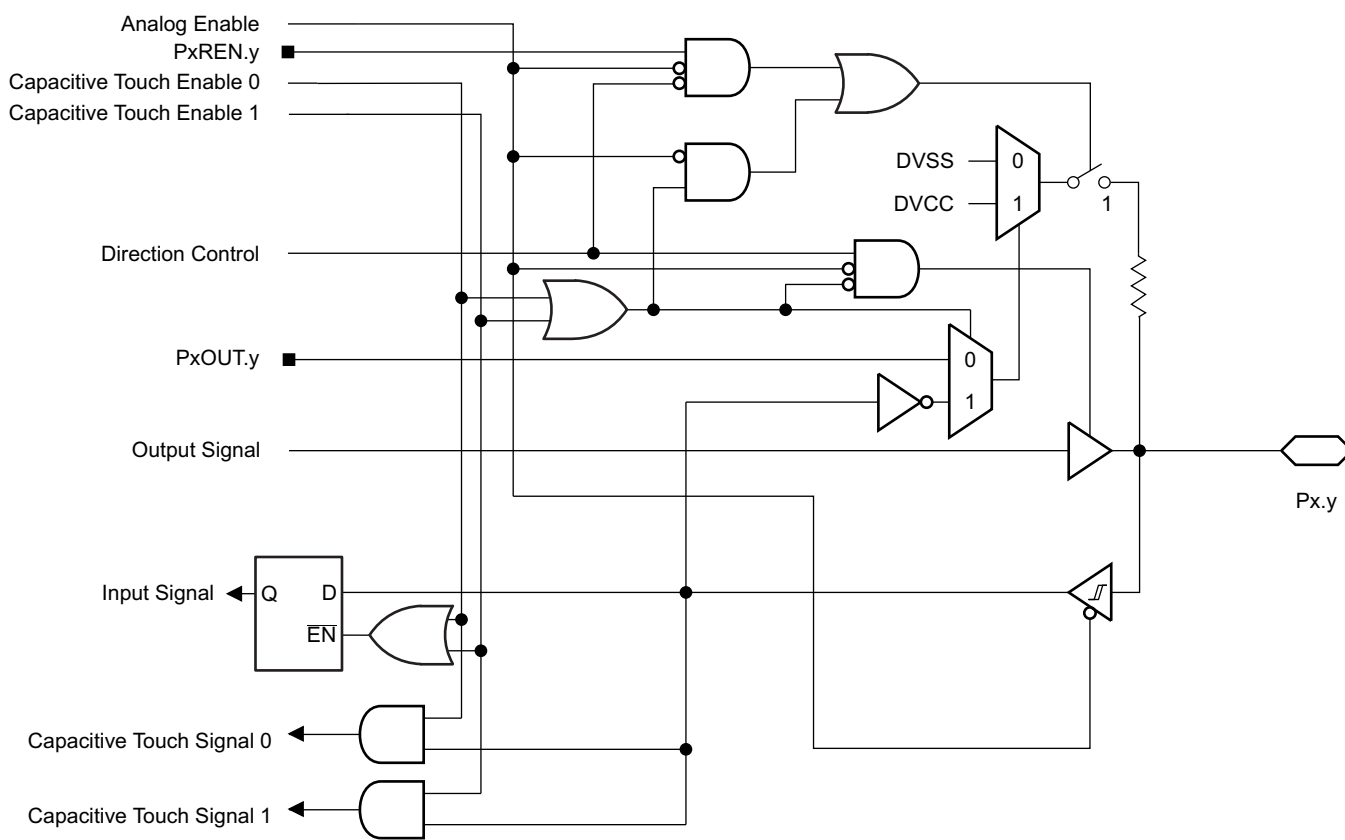 Analog Enable
PxREN.y
Capacitive Touch Enable 0
Capacitive Touch Enable 1
DVSS
0
DVCC
1
1
Direction Control
PxOUT.y
0
1
Output Signal
Px.y
Input Signal
Q
D
EN
Capacitive Touch Signal 0
Capacitive Touch Signal 1